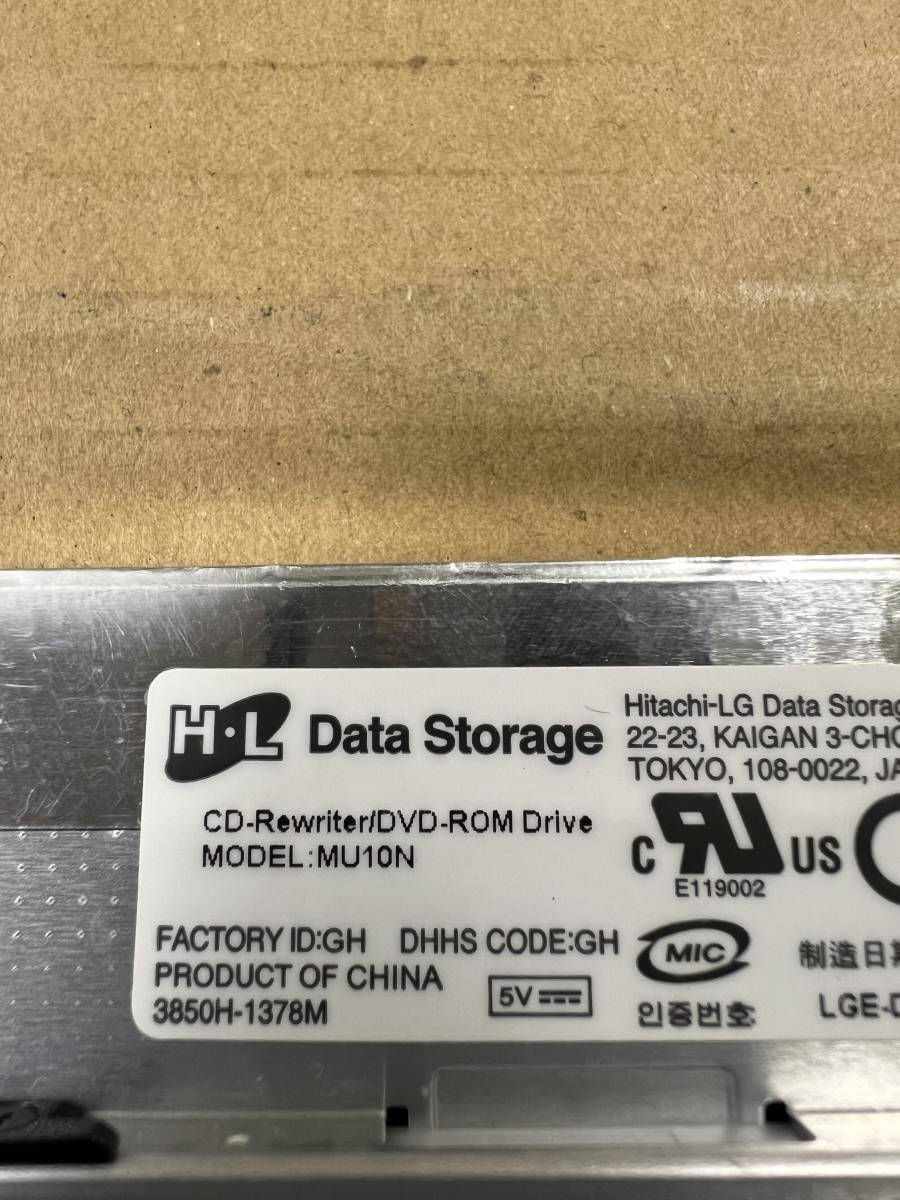 H·L Data Storage
Hitachi-LG Data Storag
22-23, KAIGAN 3-CHO
TOKYO, 108-0022, JA
CD-Rewriter/DVD-ROM Drive
MODEL:MU10N
C RU US
E119002
FACTORY ID:GH DHHS CODE:GH
PRODUCT OF CHINA
3850H-1378M
5V
MIC
인증번호
制造日期
LGE-D